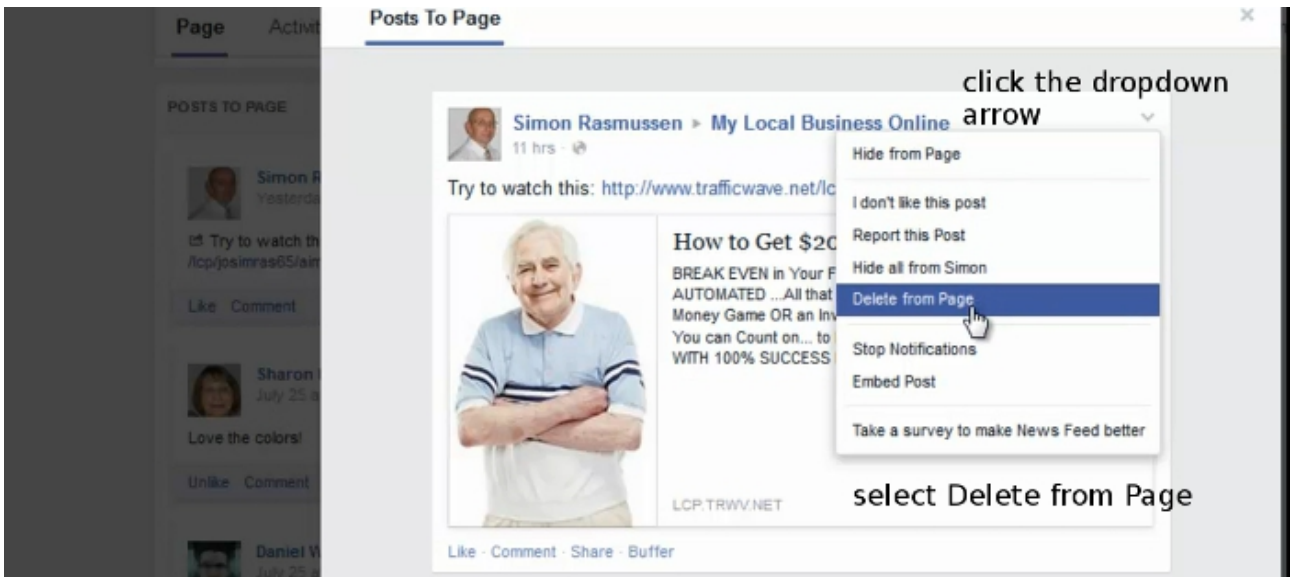 Page Activit
Posts To Page
POSTS TO PAGE
Simon R
Yesterda
Try to watch th
/lcp/josimras65/aim
Like Comment
Sharon
July 25 a
Love the colors!
Unlike Comment
Daniel W
July 25 a
click the dropdown
arrow
Simon Rasmussen ▸ My Local Business Online
11 hrs ·
Try to watch this: http://www.trafficwave.net/lc
How to Get $20
BREAK EVEN in Your F
AUTOMATED ...All that
Money Game OR an Inv
You can Count on... to
WITH 100% SUCCESS
LCP.TRWV.NET
Like · Comment · Share · Buffer
Hide from Page
I don't like this post
Report this Post
Hide all from Simon
Delete from Page
Stop Notifications
Embed Post
Take a survey to make News Feed better
select Delete from Page